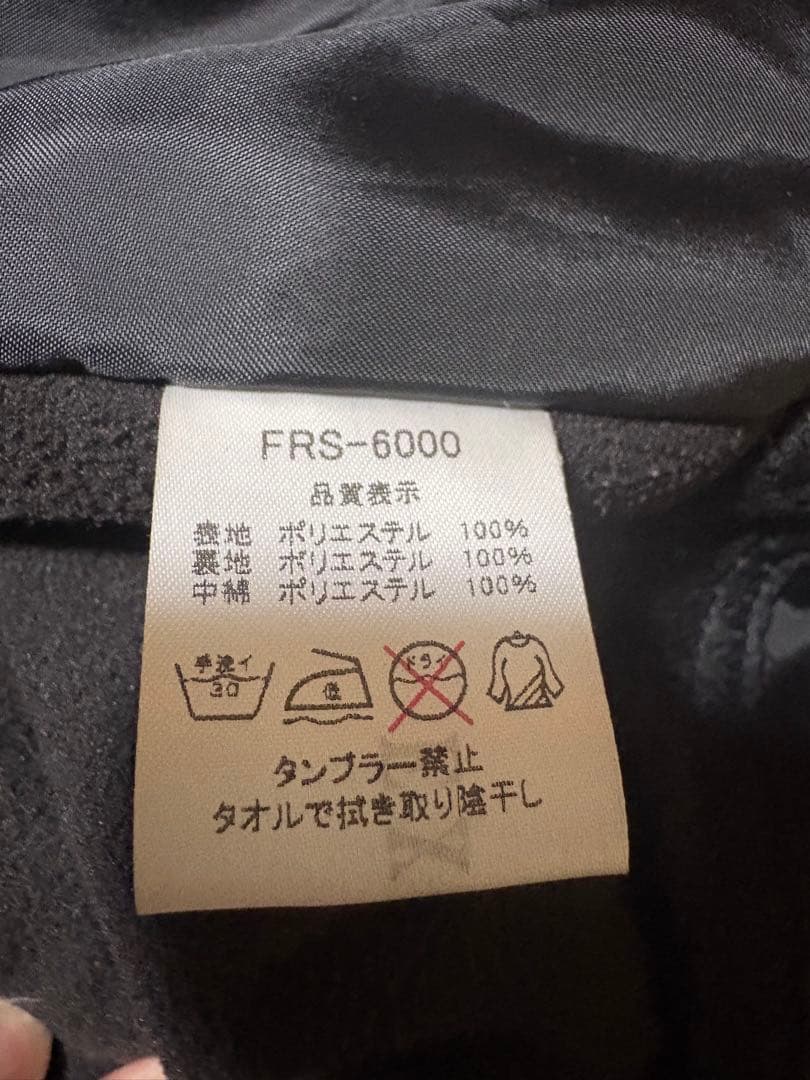 FRS-6000
品質表示
表地 ポリエステル 100%
裏地 ポリエステル 100%
中綿 ポリエステル 100%
手洗イ 30
低
ドライ
タンブラー禁止
タオルで拭き取り陰干し